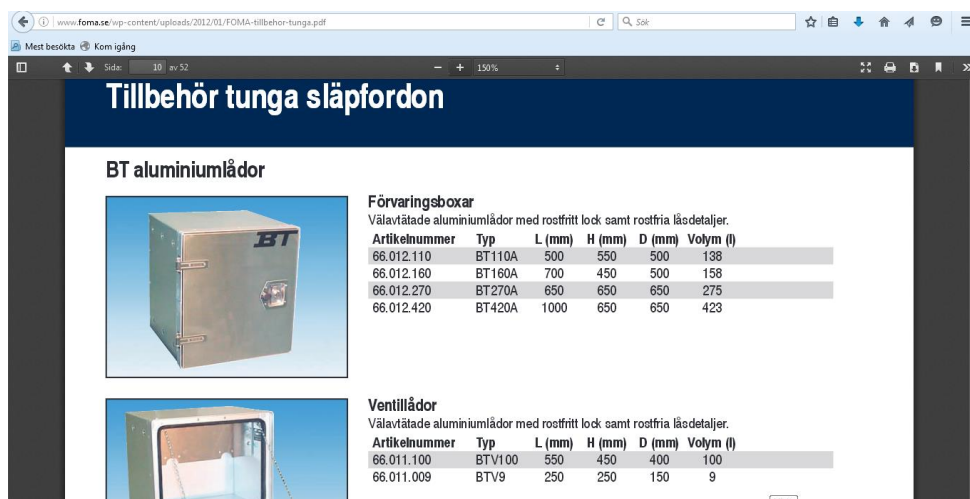 www.foma.se/wp-content/uploads/2012/01/FOMA-tillbehor-tunga.pdf
Sök
Mest besökta Kom igång
Sida: 10 av 52 150%
Tillbehör tunga släpfordon
BT aluminiumlådor
BT
Förvaringsboxar
Välavtätade aluminiumlådor med rostfritt lock samt rostfria låsdetaljer.
Artikelnummer Typ L (mm) H (mm) D (mm) Volym (l)
66.012.110 BT110A 500 550 500 138
66.012.160 BT160A 700 450 500 158
66.012.270 BT270A 650 650 650 275
66.012.420 BT420A 1000 650 650 423
Ventillådor
Välavtätade aluminiumlådor med rostfritt lock samt rostfria låsdetaljer.
Artikelnummer Typ L (mm) H (mm) D (mm) Volym (l)
66.011.100 BTV100 550 450 400 100
66.011.009 BTV9 250 250 150 9